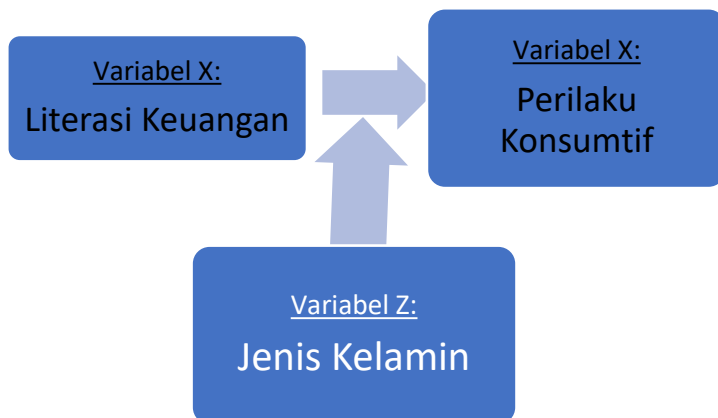 Variabel X:
Literasi Keuangan
Variabel X:
Perilaku
Konsumtif
Variabel Z:
Jenis Kelamin